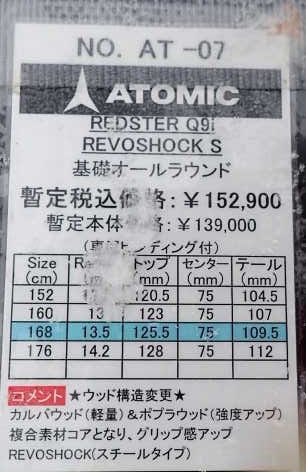 NO. AT -07
ATOMIC
REDSTER Q9i
REVOSHOCK S
基礎オールラウンド
暫定税込価格:￥152,900
暫定本体価格:￥139,000
ディング付)
Size トップ センター テール
(cm) (mm) (mm) (mm)
152 120.5 75 104.5
160 13 123 75 107
168 13.5 125.5 75 109.5
176 14.2 128 75 112
コメント ★ウッド構造変更★
カルバウッド(軽量)&ポプラウッド(強度アップ)
複合素材コアとなり、グリップ感アップ
REVOSHOCK(スチールタイプ)